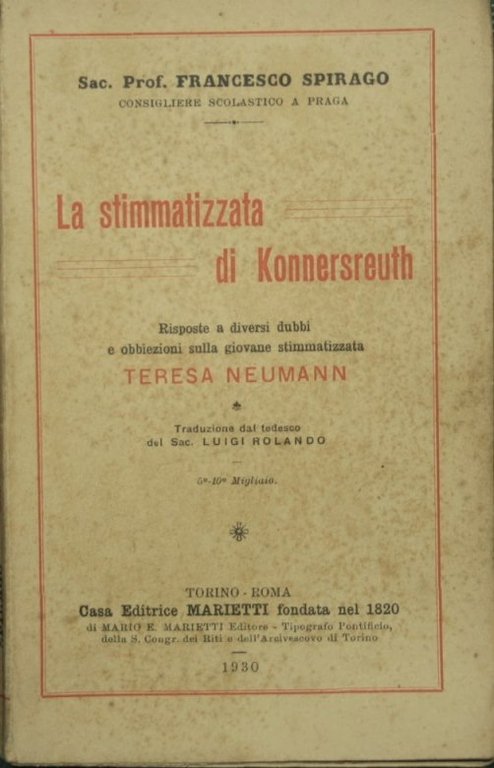 Sac. Prof. FRANCESCO SPIRAGO
CONSIGLIERE SCOLASTICO A PRAGA
La stimmatizzata
di Konnersreuth
Risposte a diversi dubbi
e obbiezioni sulla giovane stimmatizzata
TERESA NEUMANN
Traduzione dal tedesco
del Sac. LUIGI ROLANDO
5º-10º Migliaio.
TORINO - ROMA
Casa Editrice MARIETTI fondata nel 1820
di MARIO E. MARIETTI Editore - Tipografo Pontificio,
della S. Congr. dei Riti e dell'Arcivescovo di Torino
1930